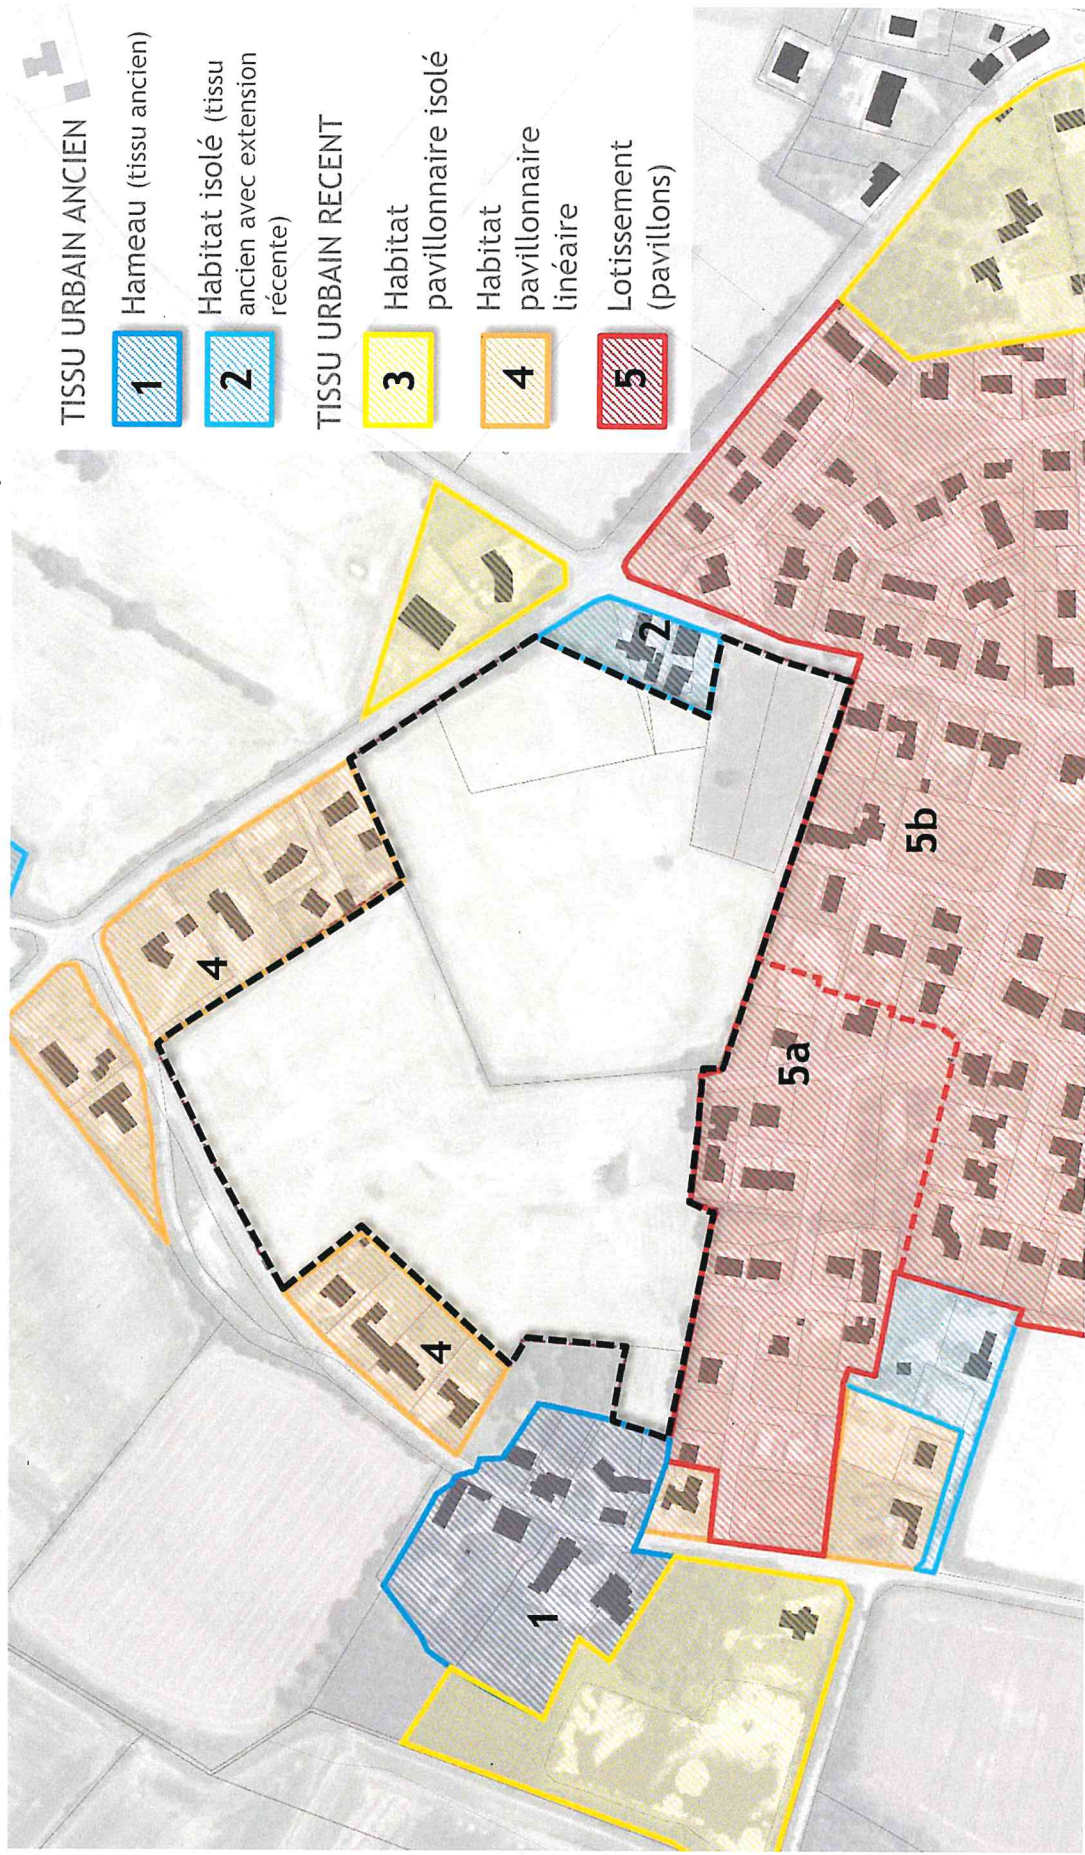 TISSU URBAIN ANCIEN
1
Hameau (tissu ancien)
2
Habitat isolé (tissu
ancien avec extension
récente)
TISSU URBAIN RECENT
3
Habitat
pavillonnaire isolé
4
Habitat
pavillonnaire
linéaire
5
Lotissement
(pavillons)
1
4
4
2
5a
5b